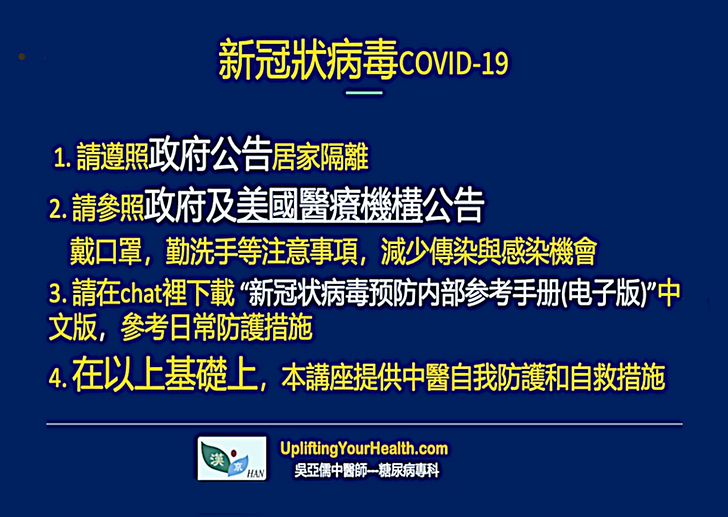 新冠狀病毒COVID-19
1. 請遵照政府公告居家隔離
2. 請參照政府及美國醫療機構公告
戴口罩，勤洗手等注意事項，減少傳染與感染機會
3. 請在chat裡下載 “新冠状病毒预防内部参考手册(电子版)”中
文版，參考日常防護措施
4. 在以上基礎上，本講座提供中醫自我防護和自救措施
漢 京 HAN
UpliftingYourHealth.com
吳亞儒中醫師---糖尿病專科